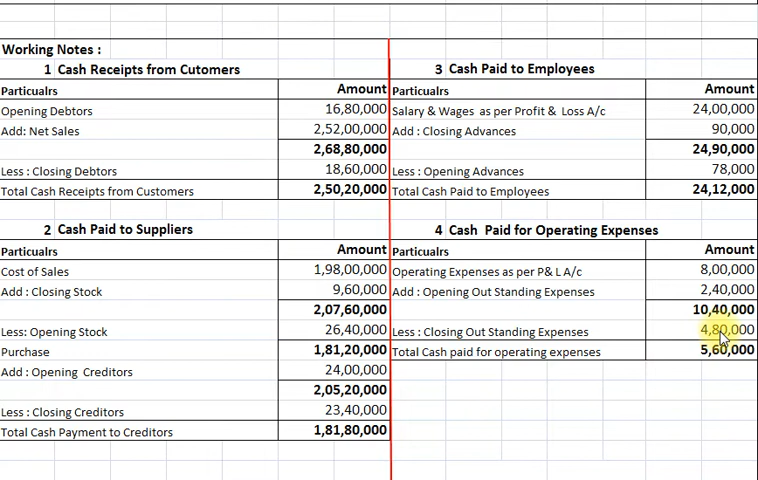 Working Notes :
1 Cash Receipts from Cutomers
Particualrs Amount
Opening Debtors 16,80,000
Add: Net Sales 2,52,00,000
2,68,80,000
Less : Closing Debtors 18,60,000
Total Cash Receipts from Customers 2,50,20,000
2 Cash Paid to Suppliers
Particualrs Amount
Cost of Sales 1,98,00,000
Add : Closing Stock 9,60,000
2,07,60,000
Less: Opening Stock 26,40,000
Purchase 1,81,20,000
Add : Opening Creditors 24,00,000
2,05,20,000
Less : Closing Creditors 23,40,000
Total Cash Payment to Creditors 1,81,80,000
3 Cash Paid to Employees
Particualrs Amount
Salary & Wages as per Profit & Loss A/c 24,00,000
Add : Closing Advances 90,000
24,90,000
Less : Opening Advances 78,000
Total Cash Paid to Employees 24,12,000
4 Cash Paid for Operating Expenses
Particualrs Amount
Operating Expenses as per P& L A/c 8,00,000
Add : Opening Out Standing Expenses 2,40,000
10,40,000
Less : Closing Out Standing Expenses 4,80,000
Total Cash paid for operating expenses 5,60,000